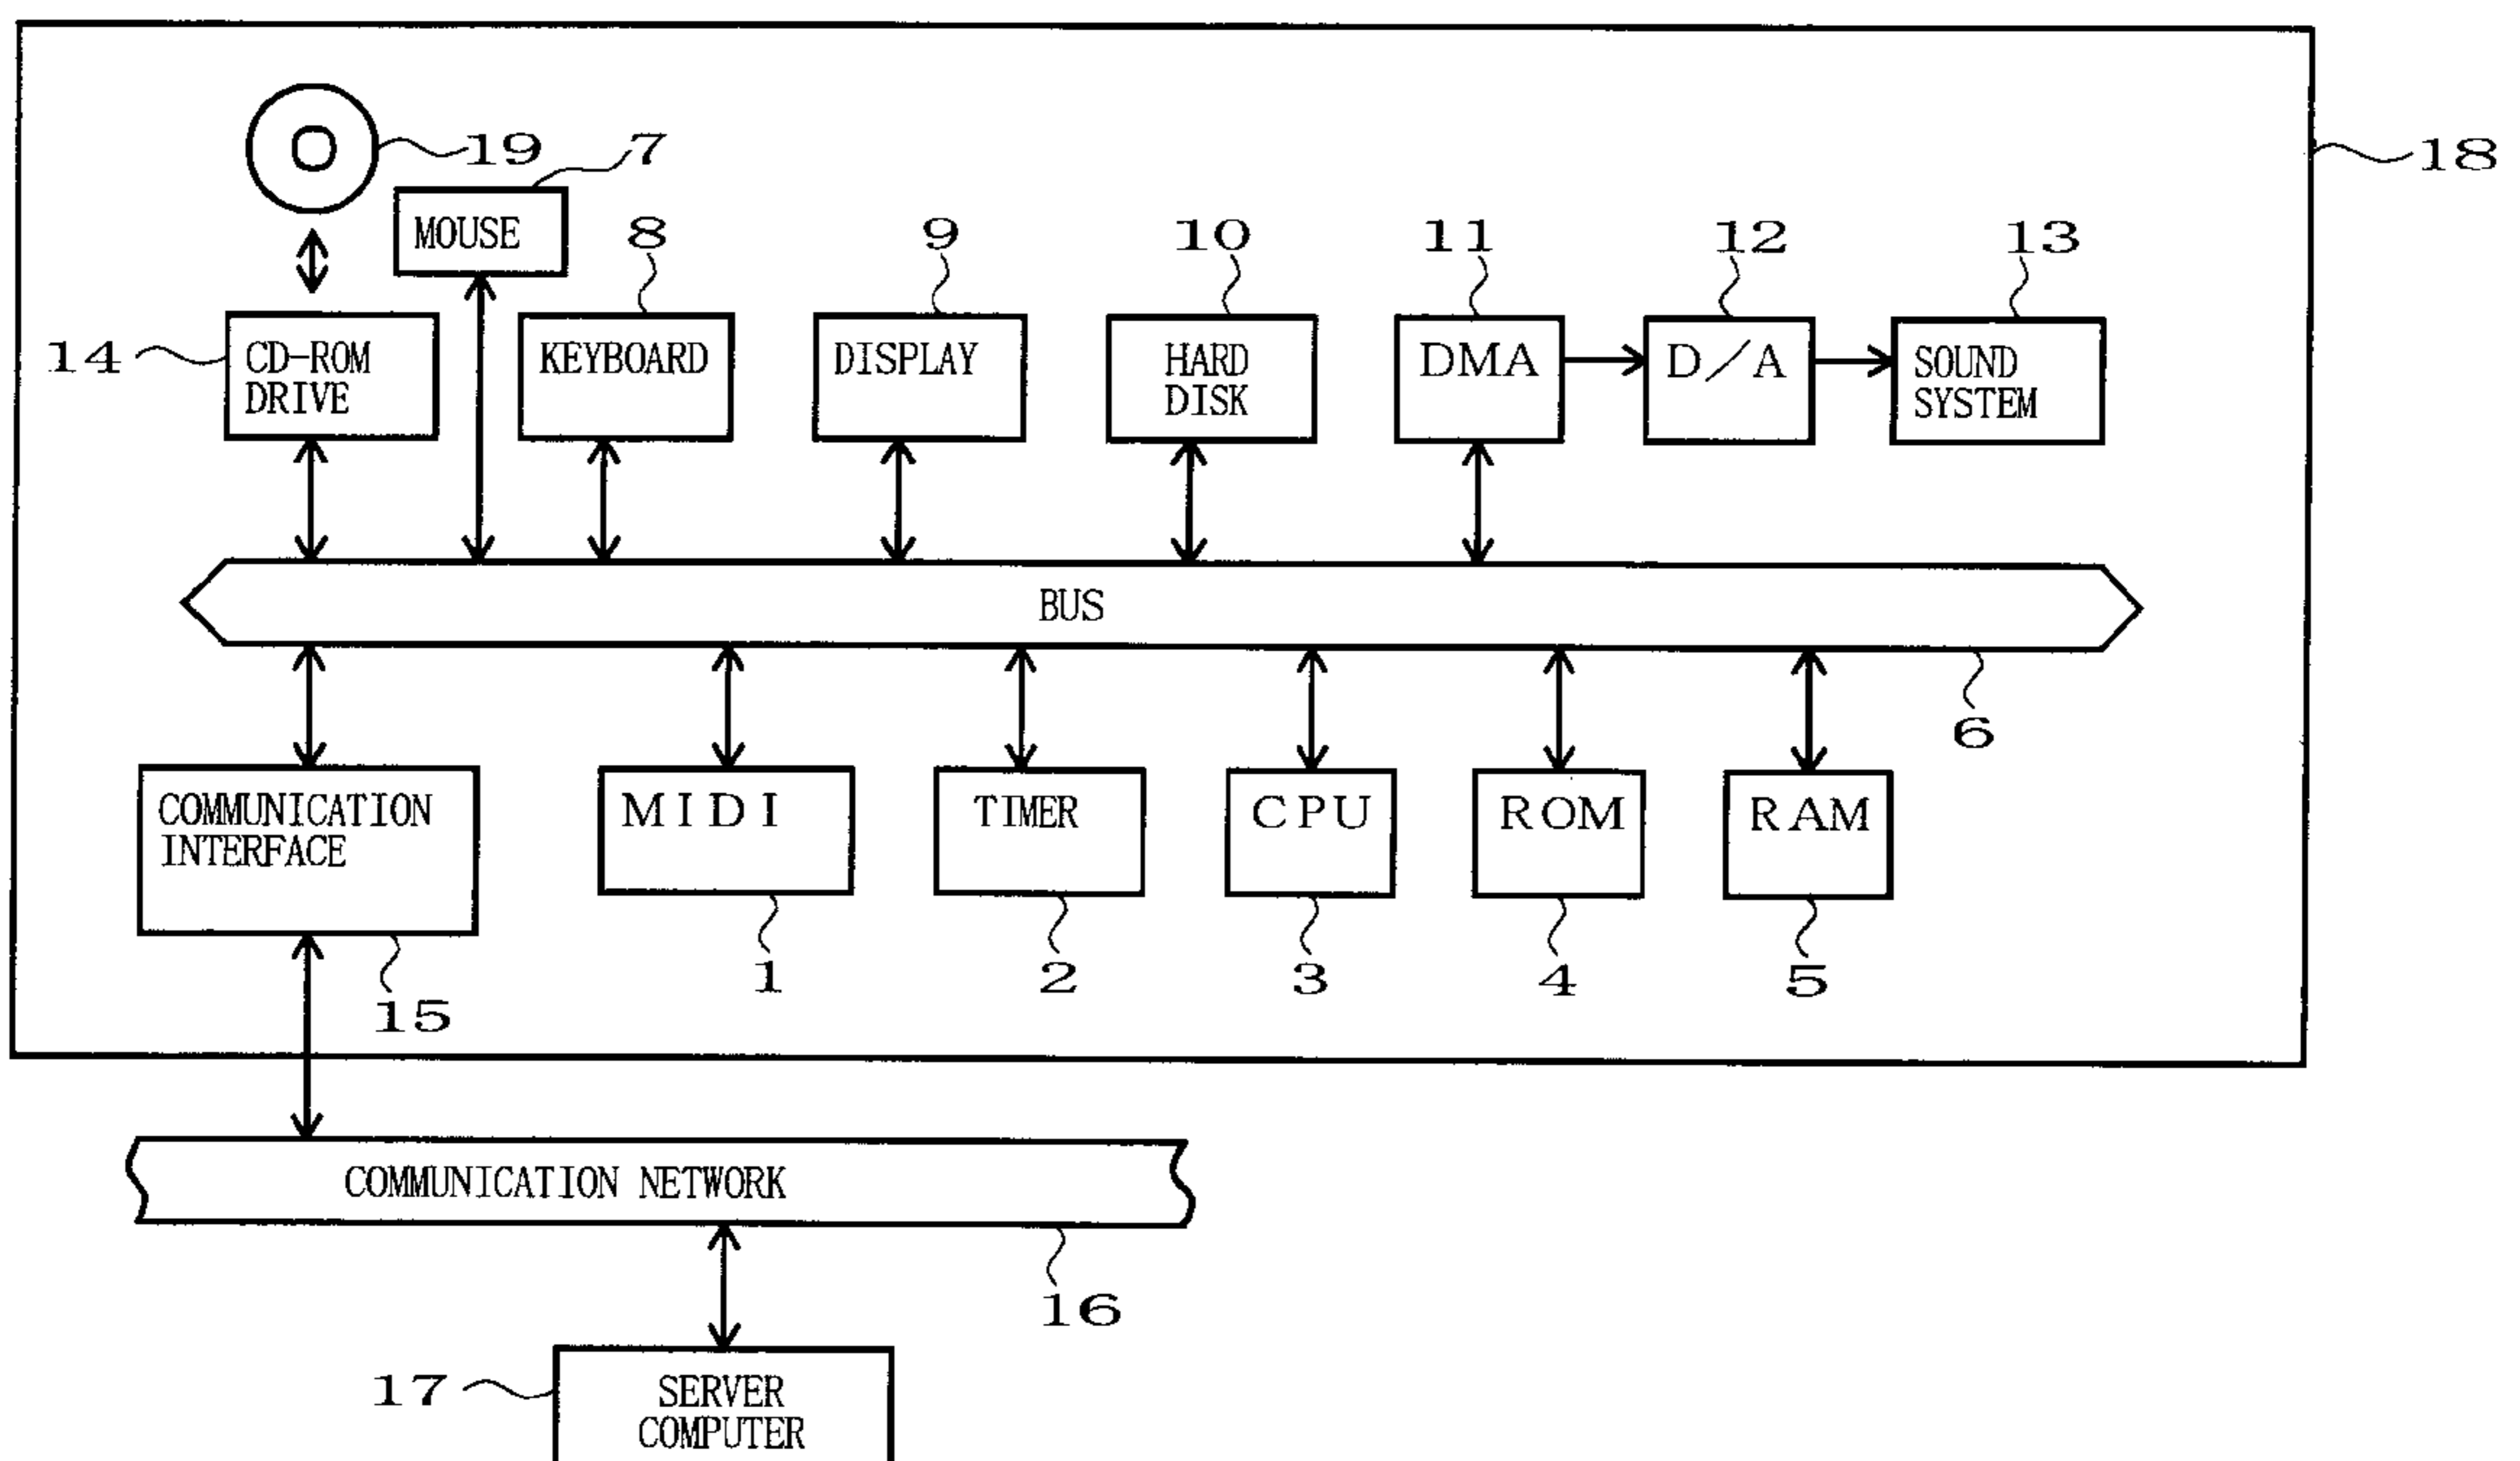 19
7
18
MOUSE
8
9
10
11
12
13
14
CD-ROM
DRIVE
KEYBOARD
DISPLAY
HARD
DISK
DMA
D/A
SOUND
SYSTEM
BUS
6
COMMUNICATION
INTERFACE
MIDI
TIMER
CPU
ROM
RAM
1
2
3
4
5
15
COMMUNICATION NETWORK
16
17
SERVER
COMPUTER